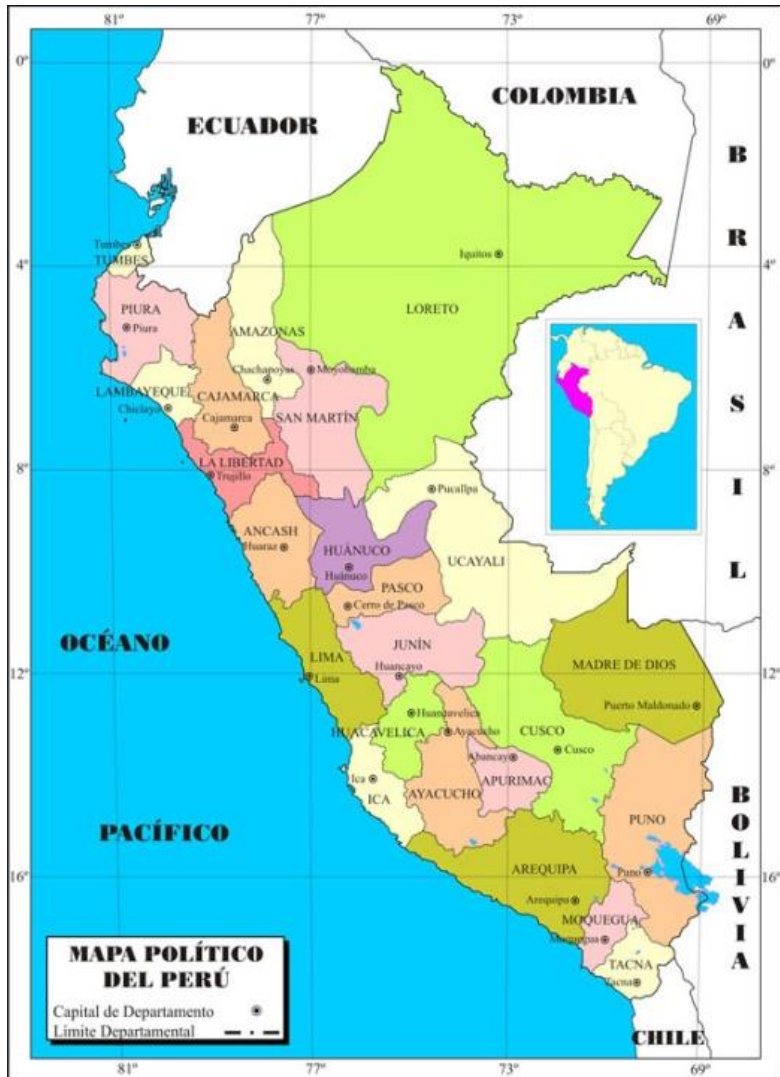 81°
77°
73°
69°
0°
COLOMBIA
ECUADOR
BRASIL
Tumbes
TUMBES
4°
Iquitos
PIURA
Piura
LORETO
AMAZONAS
Chachapoyas
Moyobamba
LAMBAYEQUE
CAJAMARCA
Chiclayo
Cajamarca
SAN MARTÍN
LA LIBERTAD
Trujillo
8°
8°
Pucallpa
ANCASH
Huaraz
HUÁNUCO
Huánuco
UCAYALI
PASCO
Cerro de Pasco
OCÉANO
JUNÍN
LIMA
Huancayo
MADRE DE DIOS
Lima
12°
12°
Huancavelica
Puerto Maldonado
HUACAVELICA
Ayacucho
CUSCO
Cusco
Abancay
APURIMAC
Ica
ICA
AYACUCHO
PACÍFICO
PUNO
BOLIVIA
AREQUIPA
Puno
16°
16°
Arequipa
MOQUEGUA
Moquegua
TACNA
Tacna
MAPA POLÍTICO
DEL PERÚ
Capital de Departamento
Límite Departamental
CHILE
81°
77°
73°
69°